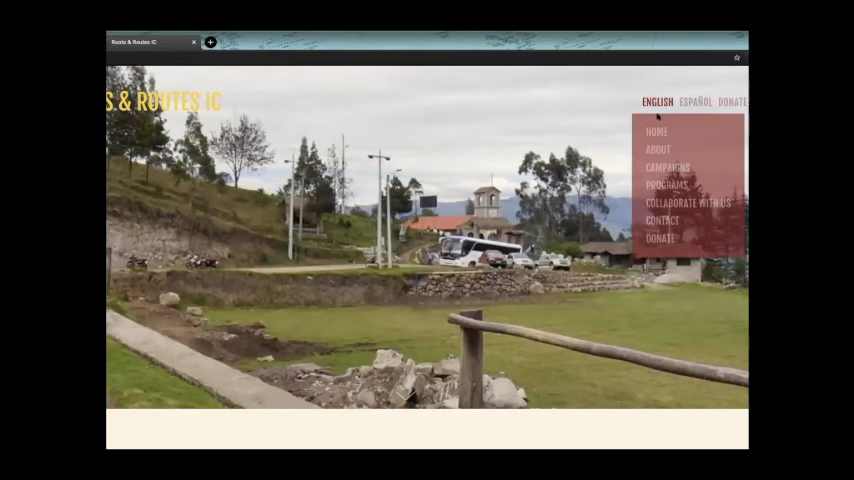 Roots & Routes IC
S & ROUTES IC
ENGLISH ESPAÑOL DONATE
HOME
ABOUT
CAMPAIGNS
PROGRAMS
COLLABORATE WITH US
CONTACT
DONATE